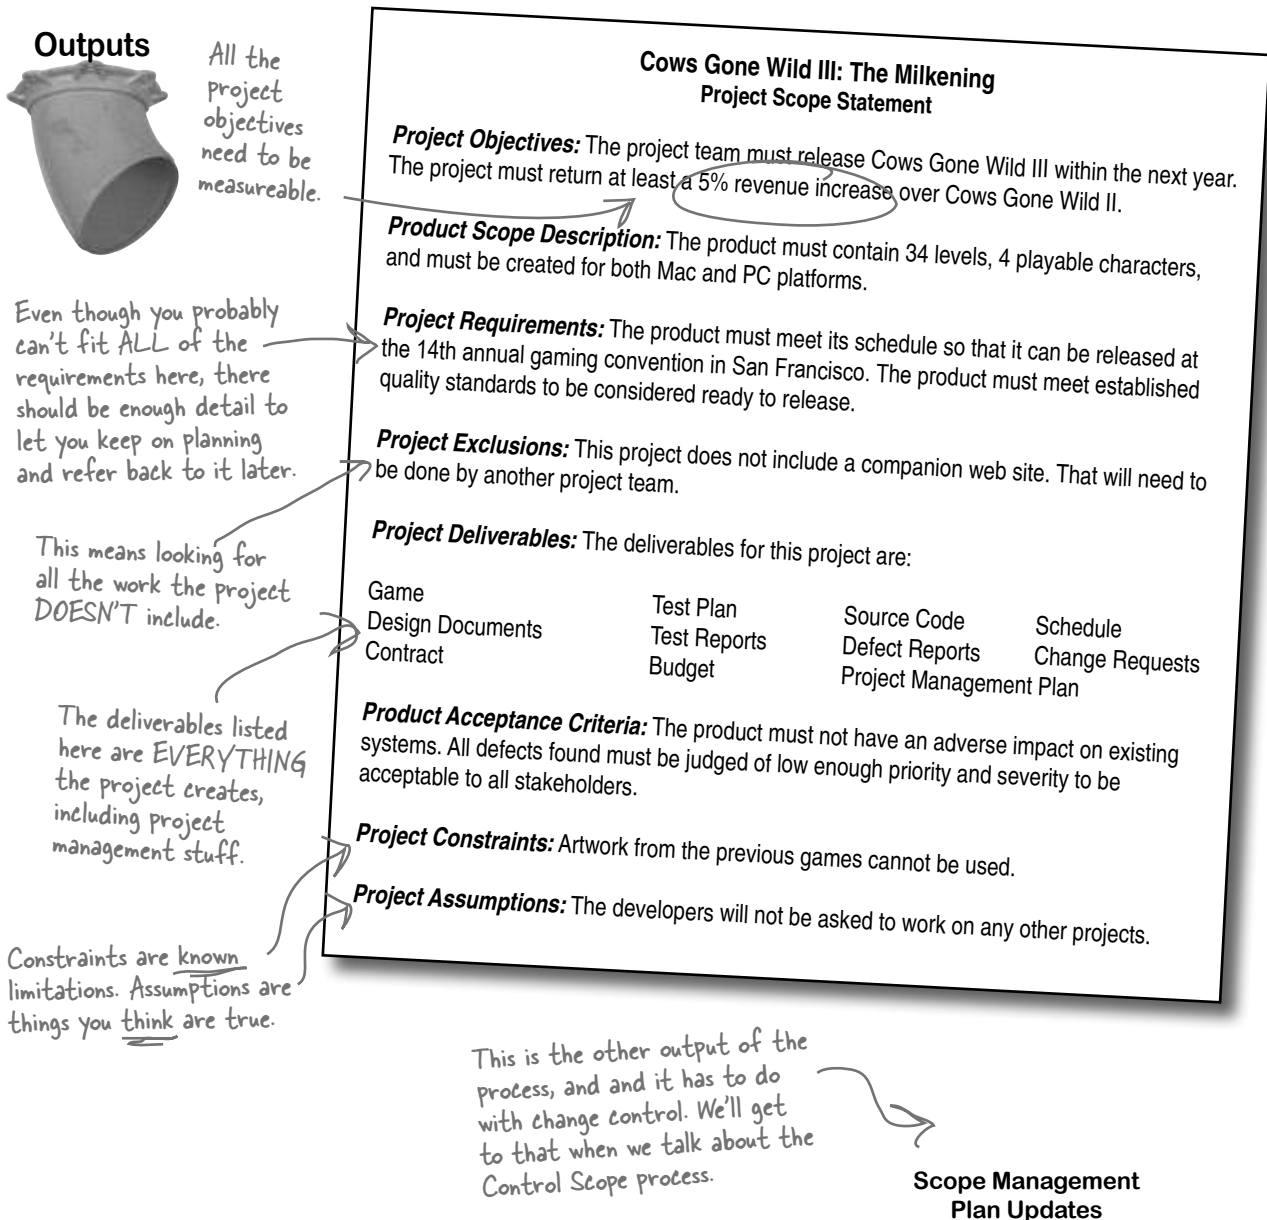 Outputs
All the
project
objectives
need to be
measureable.
Cows Gone Wild III: The Milkening
Project Scope Statement
Project Objectives: The project team must release Cows Gone Wild III within the next year.
The project must return at least a 5% revenue increase over Cows Gone Wild II.
Product Scope Description: The product must contain 34 levels, 4 playable characters,
and must be created for both Mac and PC platforms.
Even though you probably
can't fit ALL of the
requirements here, there
should be enough detail to
let you keep on planning
and refer back to it later.
Project Requirements: The product must meet its schedule so that it can be released at
the 14th annual gaming convention in San Francisco. The product must meet established
quality standards to be considered ready to release.
Project Exclusions: This project does not include a companion web site. That will need to
be done by another project team.
This means looking for
all the work the project
DOESN'T include.
Project Deliverables: The deliverables for this project are:
Game Test Plan Source Code Schedule
Design Documents Test Reports Defect Reports Change Requests
Contract Budget Project Management Plan
The deliverables listed
here are EVERYTHING
the project creates,
including project
management stuff.
Product Acceptance Criteria: The product must not have an adverse impact on existing
systems. All defects found must be judged of low enough priority and severity to be
acceptable to all stakeholders.
Project Constraints: Artwork from the previous games cannot be used.
Project Assumptions: The developers will not be asked to work on any other projects.
Constraints are known
limitations. Assumptions are
things you think are true.
This is the other output of the
process, and and it has to do
with change control. We'll get
to that when we talk about the
Control Scope process.
Scope Management
Plan Updates